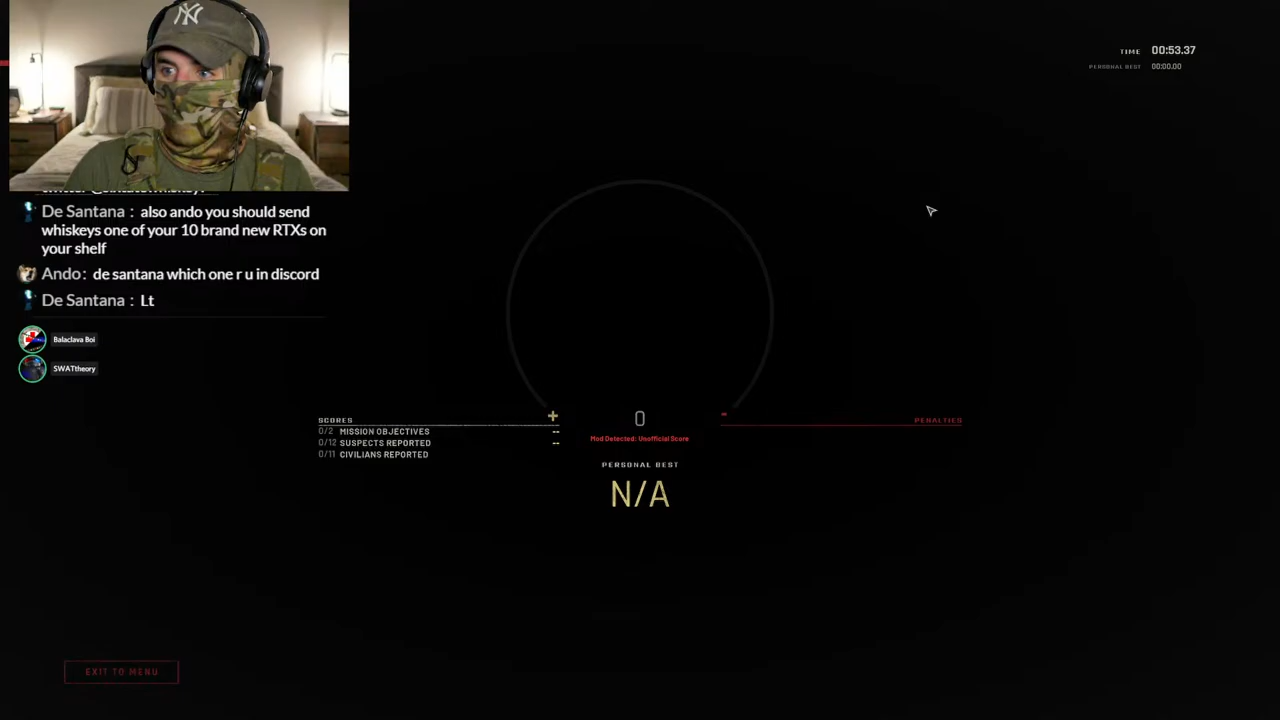 NY
TIME 00:53.37
PERSONAL BEST 00:00.00
De Santana : also ando you should send
whiskeys one of your 10 brand new RTXs on
your shelf
Ando: de santana which one r u in discord
De Santana : Lt
Balaclava Boi
SWATtheory
SCORES
+
0
-
PENALTIES
0/2 MISSION OBJECTIVES --
0/12 SUSPECTS REPORTED --
0/11 CIVILIANS REPORTED
Mod Detected: Unofficial Score
PERSONAL BEST
N/A
EXIT TO MENU